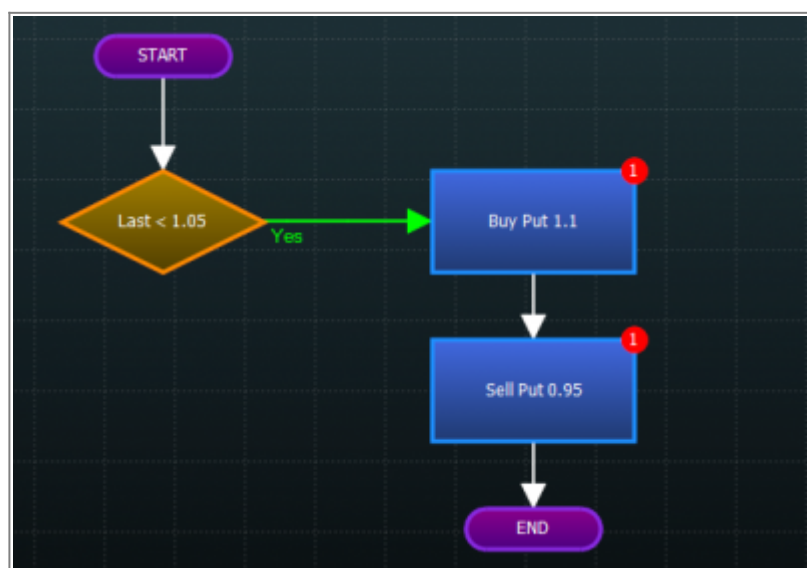 START
Last < 1.05
Yes
1
Buy Put 1.1
1
Sell Put 0.95
END